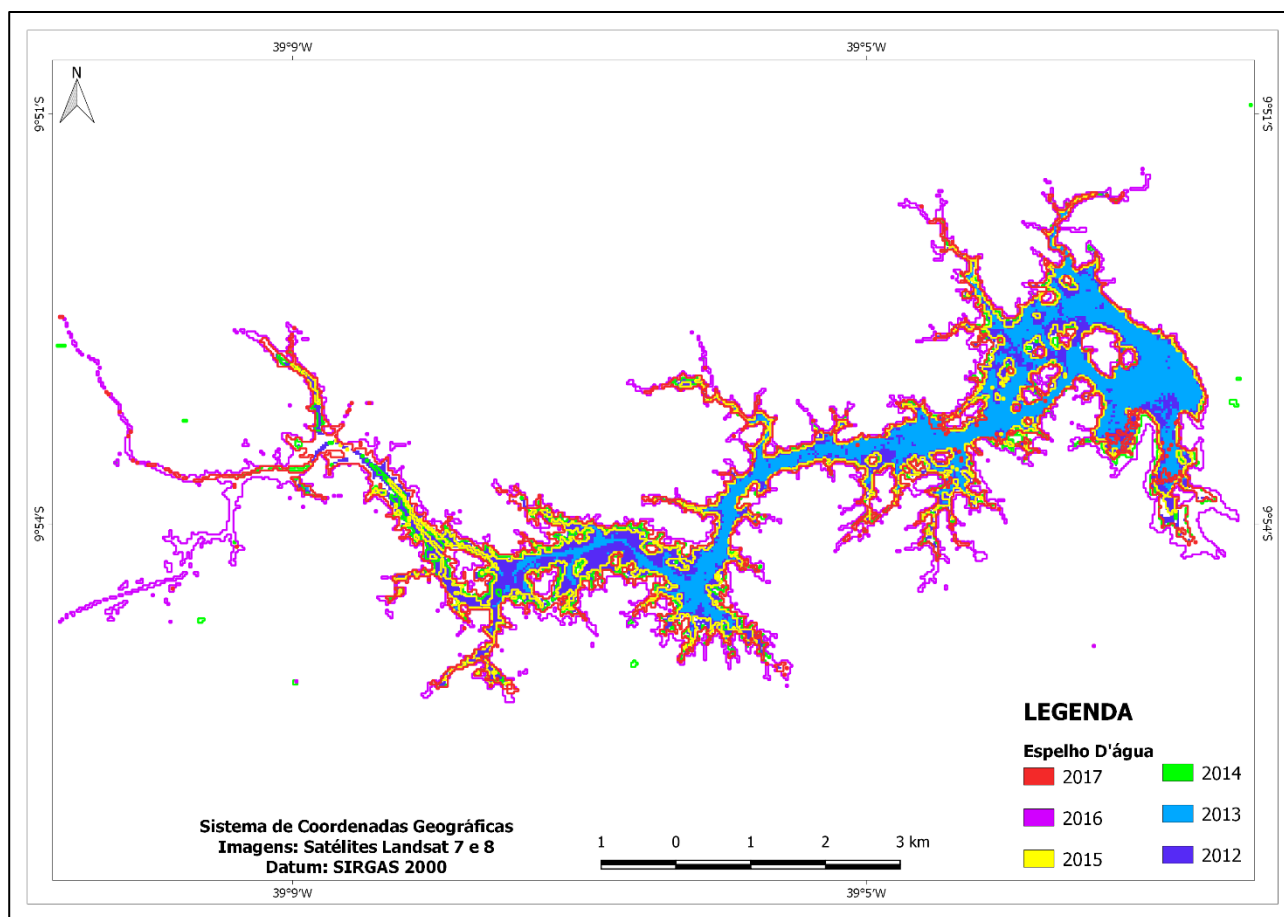 39°9'W
39°5'W
N
9°51'S
9°51'S
9°54'S
9°54'S
LEGENDA
Espelho D'água
2017
2014
2016
2013
2015
2012
Sistema de Coordenadas Geográficas
Imagens: Satélites Landsat 7 e 8
Datum: SIRGAS 2000
1 0 1 2 3 km
39°9'W
39°5'W